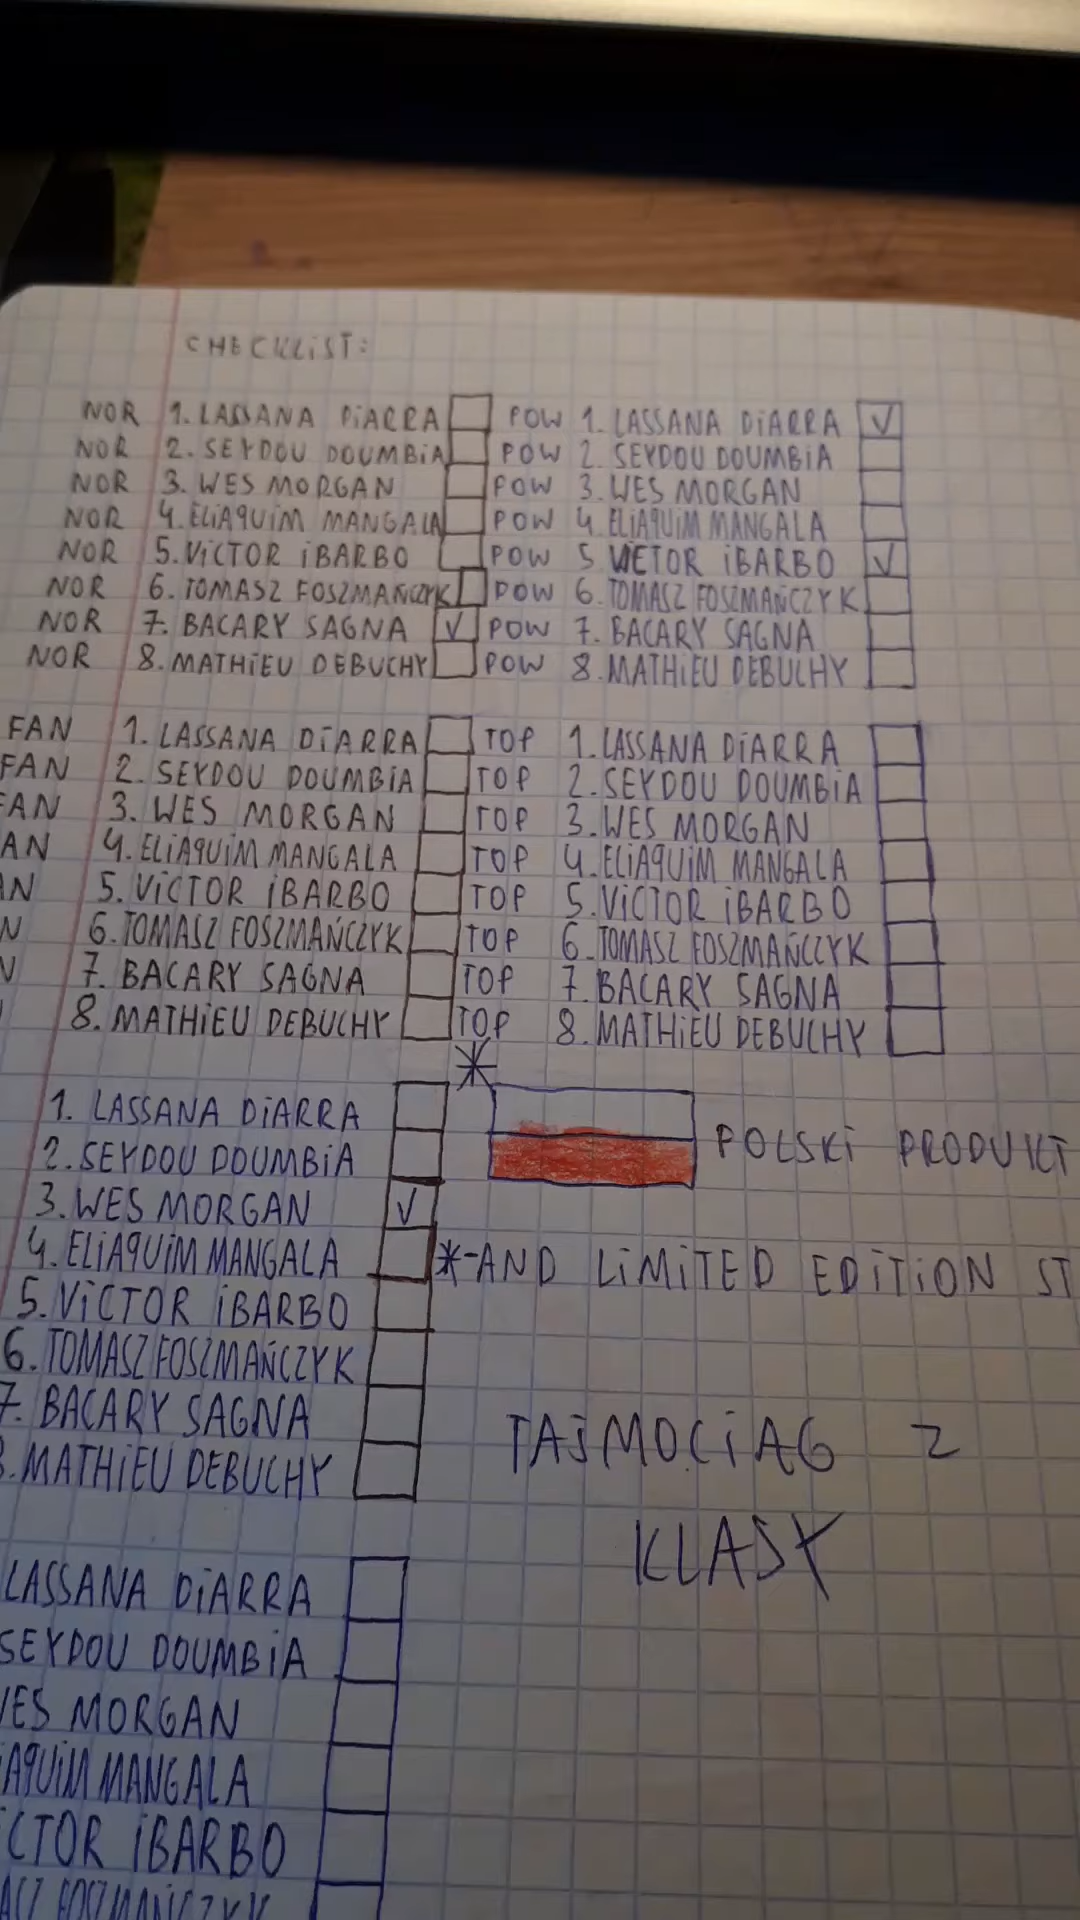 CHECKLIST:
NOR 1. LASSANA DIARRA POW 1. LASSANA DIARRA V
NOR 2. SEYDOU DOUMBIA POW 2. SEYDOU DOUMBIA
NOR 3. WES MORGAN POW 3. WES MORGAN
NOR 4. ELIAQUIM MANGALA POW 4. ELIAQUIM MANGALA
NOR 5. VICTOR IBARBO POW 5 VIETOR IBARBO V
NOR 6. TOMASZ FOSZMAŃCZYK POW 6. TOMASZ FOSZMAŃCZYK
NOR 7. BACARY SAGNA V POW 7. BACARY SAGNA
NOR 8. MATHIEU DEBUCHY POW 8. MATHIEU DEBUCHY
FAN 1. LASSANA DIARRA TOP 1. LASSANA DIARRA
FAN 2. SEYDOU DOUMBIA TOP 2. SEYDOU DOUMBIA
FAN 3. WES MORGAN TOP 3. WES MORGAN
AN 4. ELIAQUIM MANGALA TOP 4. ELIAQUIM MANGALA
AN 5. VICTOR IBARBO TOP 5. VICTOR IBARBO
N 6. TOMASZ FOSZMAŃCZYK TOP 6. TOMASZ FOSZMAŃCZYK
7. BACARY SAGNA TOP 7. BACARY SAGNA
8. MATHIEU DEBUCHY TOP 8. MATHIEU DEBUCHY
1. LASSANA DIARRA
2. SEYDOU DOUMBIA
3. WES MORGAN V
4. ELIAQUIM MANGALA
5. VICTOR IBARBO
6. TOMASZ FOSZMAŃCZYK
7. BACARY SAGNA
8. MATHIEU DEBUCHY
*
POLSKI PRODUKT
*-AND LIMITED EDITION ST
TAJMOCIAG Z
KLASY
LASSANA DIARRA
SEYDOU DOUMBIA
WES MORGAN
IAQUIM MANGALA
ICTOR IBARBO